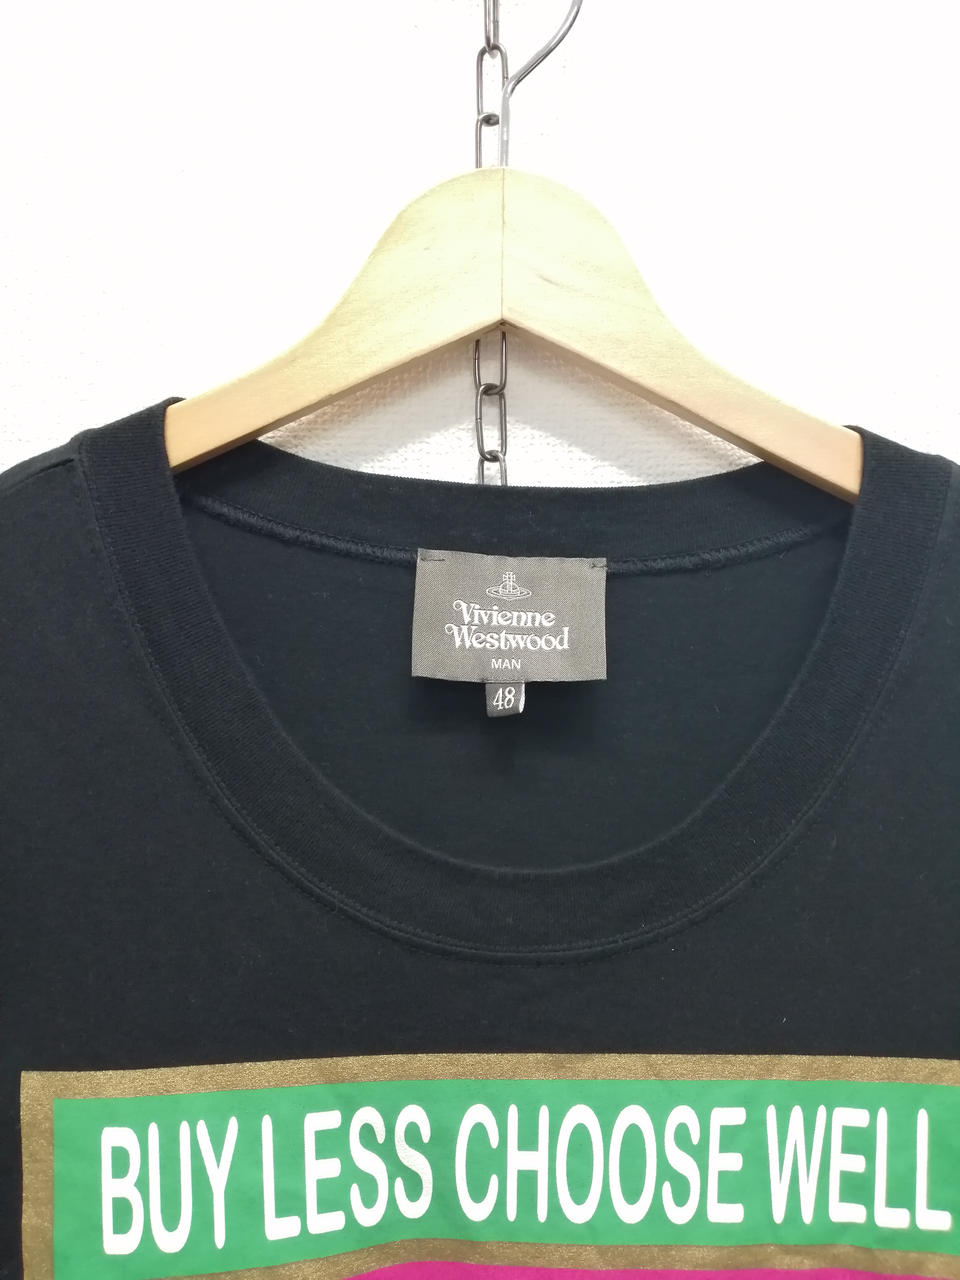 Vivienne
Westwood
MAN
48
BUY LESS CHOOSE WELL